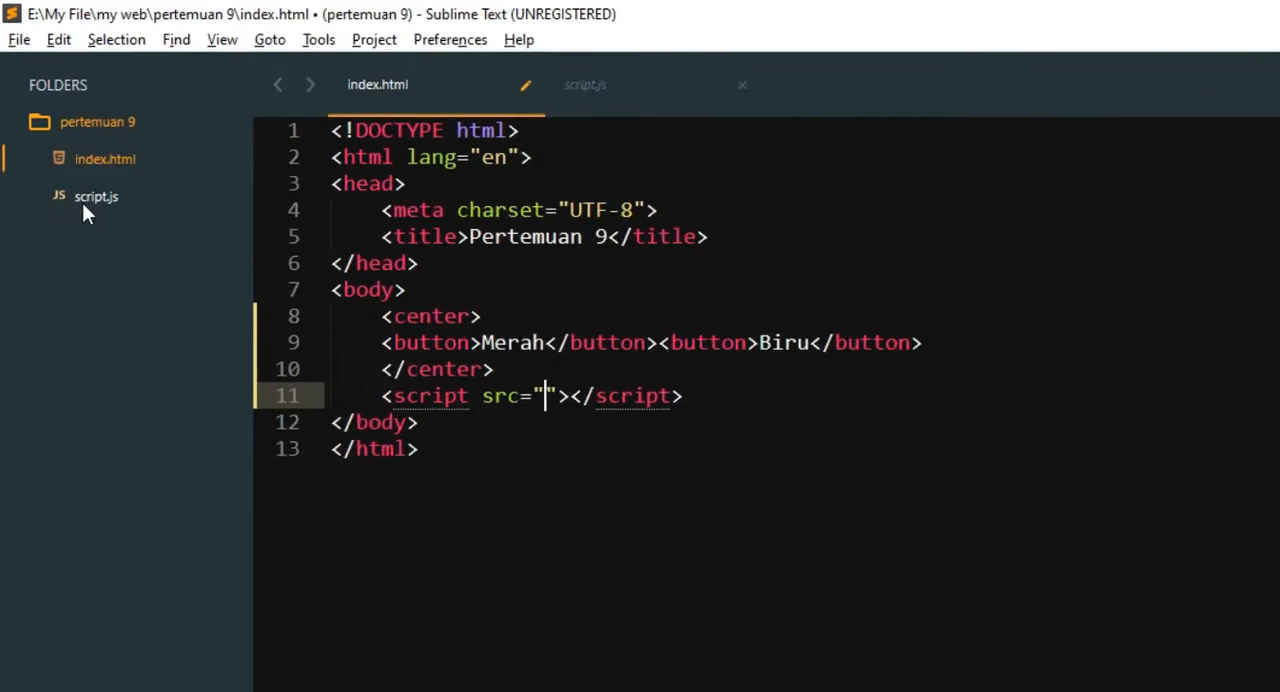 E:\My File\my web\pertemuan 9\index.html • (pertemuan 9) - Sublime Text (UNREGISTERED)
File Edit Selection Find View Goto Tools Project Preferences Help
FOLDERS
pertemuan 9
index.html
JS script.js
index.html script.js
1 <!DOCTYPE html>
2 <html lang="en">
3 <head>
4 <meta charset="UTF-8">
5 <title>Pertemuan 9</title>
6 </head>
7 <body>
8 <center>
9 <button>Merah</button><button>Biru</button>
10 </center>
11 <script src=""></script>
12 </body>
13 </html>